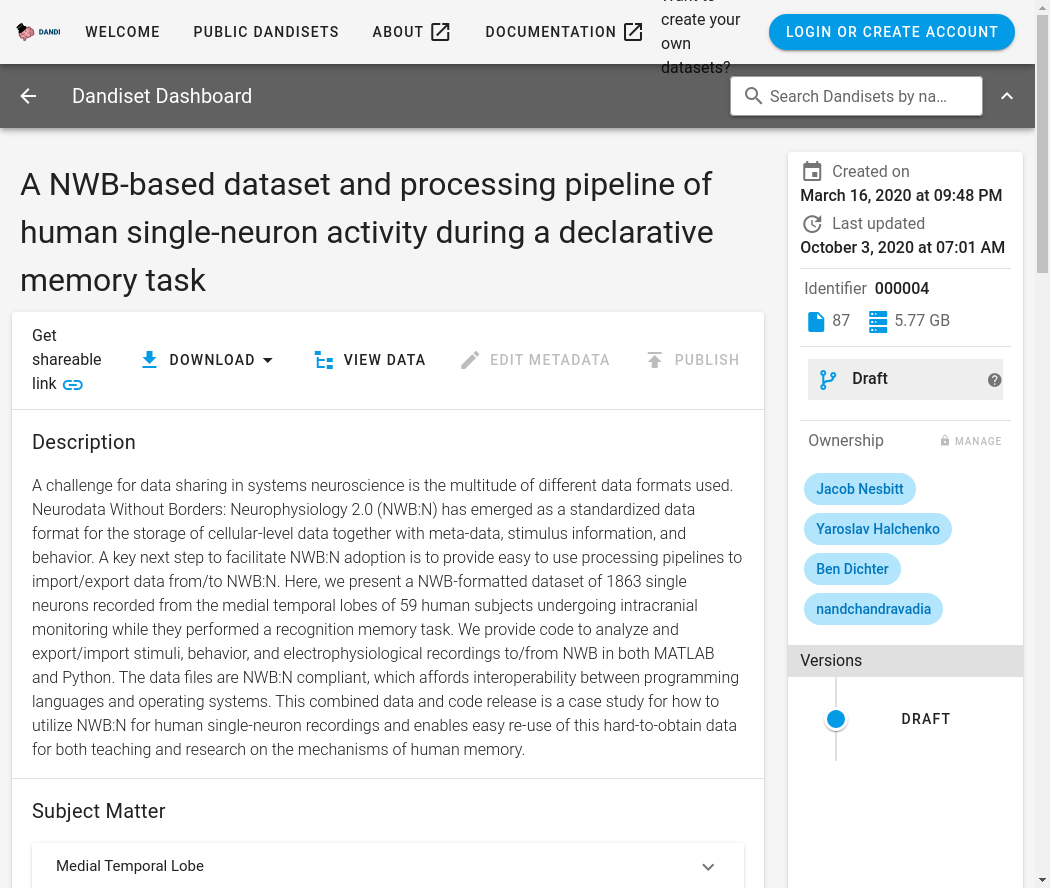 DANDI
WELCOME
PUBLIC DANDISETS
ABOUT
DOCUMENTATION
create your
own
datasets?
LOGIN OR CREATE ACCOUNT
Dandiset Dashboard
Search Dandisets by na…
A NWB-based dataset and processing pipeline of
human single-neuron activity during a declarative
memory task
Get
shareable
link
DOWNLOAD
VIEW DATA
EDIT METADATA
PUBLISH
Description
A challenge for data sharing in systems neuroscience is the multitude of different data formats used.
Neurodata Without Borders: Neurophysiology 2.0 (NWB:N) has emerged as a standardized data
format for the storage of cellular-level data together with meta-data, stimulus information, and
behavior. A key next step to facilitate NWB:N adoption is to provide easy to use processing pipelines to
import/export data from/to NWB:N. Here, we present a NWB-formatted dataset of 1863 single
neurons recorded from the medial temporal lobes of 59 human subjects undergoing intracranial
monitoring while they performed a recognition memory task. We provide code to analyze and
export/import stimuli, behavior, and electrophysiological recordings to/from NWB in both MATLAB
and Python. The data files are NWB:N compliant, which affords interoperability between programming
languages and operating systems. This combined data and code release is a case study for how to
utilize NWB:N for human single-neuron recordings and enables easy re-use of this hard-to-obtain data
for both teaching and research on the mechanisms of human memory.
Subject Matter
Medial Temporal Lobe
Created on
March 16, 2020 at 09:48 PM
Last updated
October 3, 2020 at 07:01 AM
Identifier 000004
87 5.77 GB
Draft
Ownership
MANAGE
Jacob Nesbitt
Yaroslav Halchenko
Ben Dichter
nandchandravadia
Versions
DRAFT